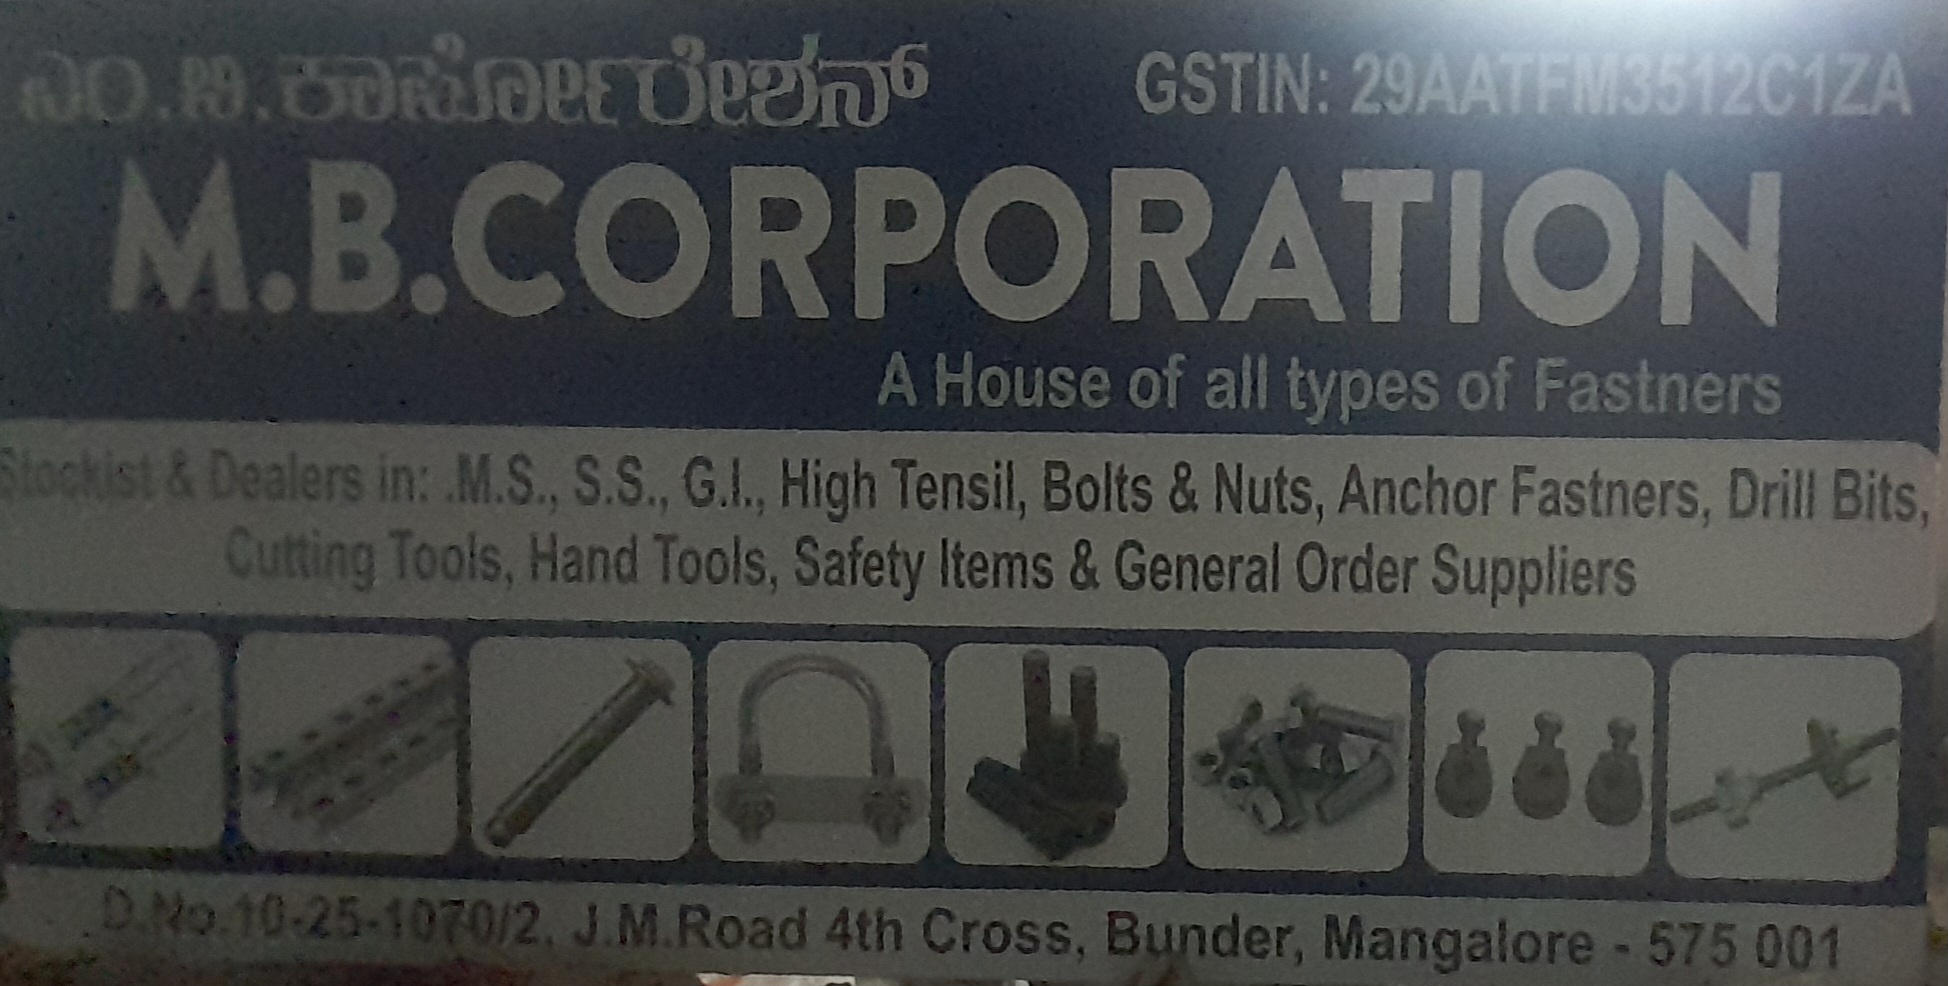 ಎಂ.ಬಿ.ಕಾರ್ಪೋರೇಶನ್
GSTIN: 29AATFM3512C1ZA
M.B.CORPORATION
A House of all types of Fastners
Stockist & Dealers in: .M.S., S.S., G.I., High Tensil, Bolts & Nuts, Anchor Fastners, Drill Bits,
Cutting Tools, Hand Tools, Safety Items & General Order Suppliers
D.No.10-25-1070/2, J.M.Road 4th Cross, Bunder, Mangalore - 575 001